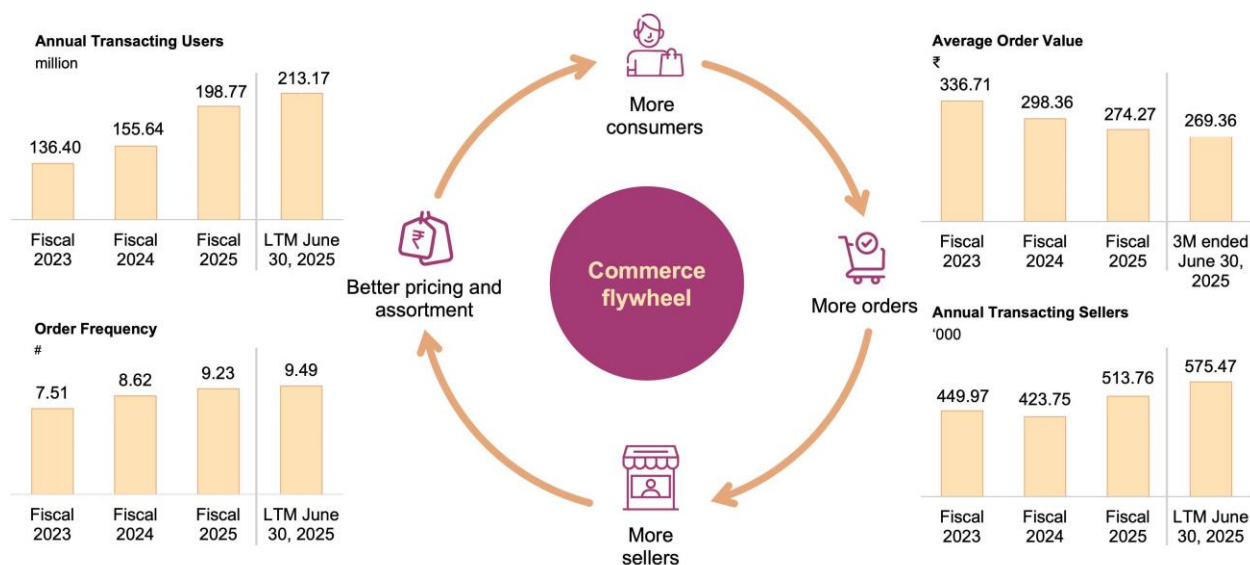 Annual Transacting Users
million
136.40
155.64
198.77
213.17
Fiscal
2023
Fiscal
2024
Fiscal
2025
LTM June
30, 2025
Order Frequency
#
7.51
8.62
9.23
9.49
Fiscal
2023
Fiscal
2024
Fiscal
2025
LTM June
30, 2025
More
consumers
₹
Better pricing and
assortment
Commerce
flywheel
More orders
More
sellers
Average Order Value
₹
336.71
298.36
274.27
269.36
Fiscal
2023
Fiscal
2024
Fiscal
2025
3M ended
June 30,
2025
Annual Transacting Sellers
‘000
449.97
423.75
513.76
575.47
Fiscal
2023
Fiscal
2024
Fiscal
2025
LTM June
30, 2025